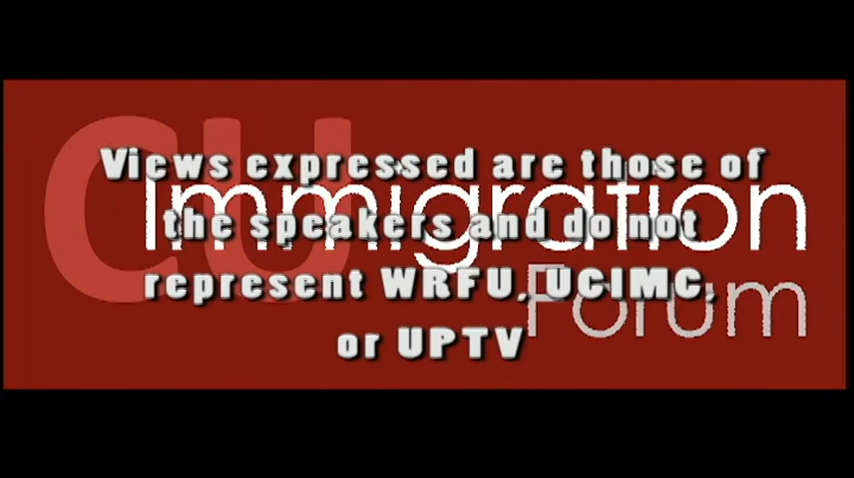 CU
Immigration
Forum
Views expressed are those of
the speakers and do not
represent WRFU, UCIMC,
or UPTV